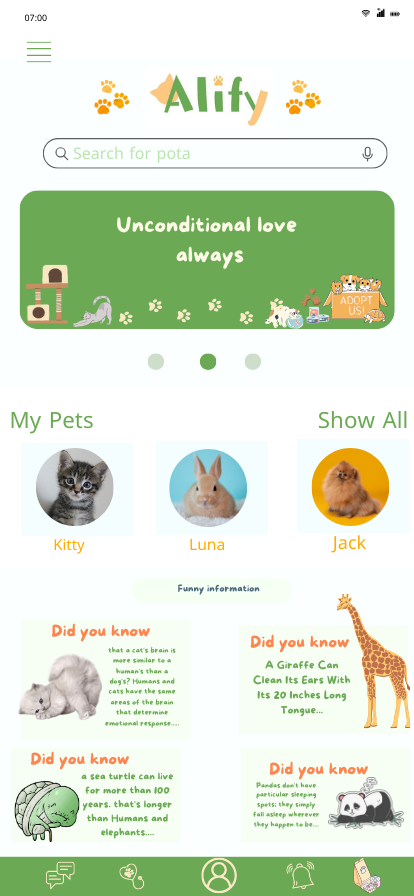 07:00
Alify
Search for pota
Unconditional love
always
ADOPT
US!
My Pets
Show All
Kitty
Luna
Jack
Funny information
Did you know
that a cat's brain is
more similar to a
human's than a
dog's? Humans and
cats have the same
areas of the brain
that determine
emotional response....
Did you know
A Giraffe Can
Clean Its Ears With
Its 20 Inches Long
Tongue...
Did you know
a sea turtle can live
for more than 100
years. that's longer
than Humans and
elephants....
Did you know
Pandas don't have
particular sleeping
spots; they simply
fall asleep wherever
they happen to be...